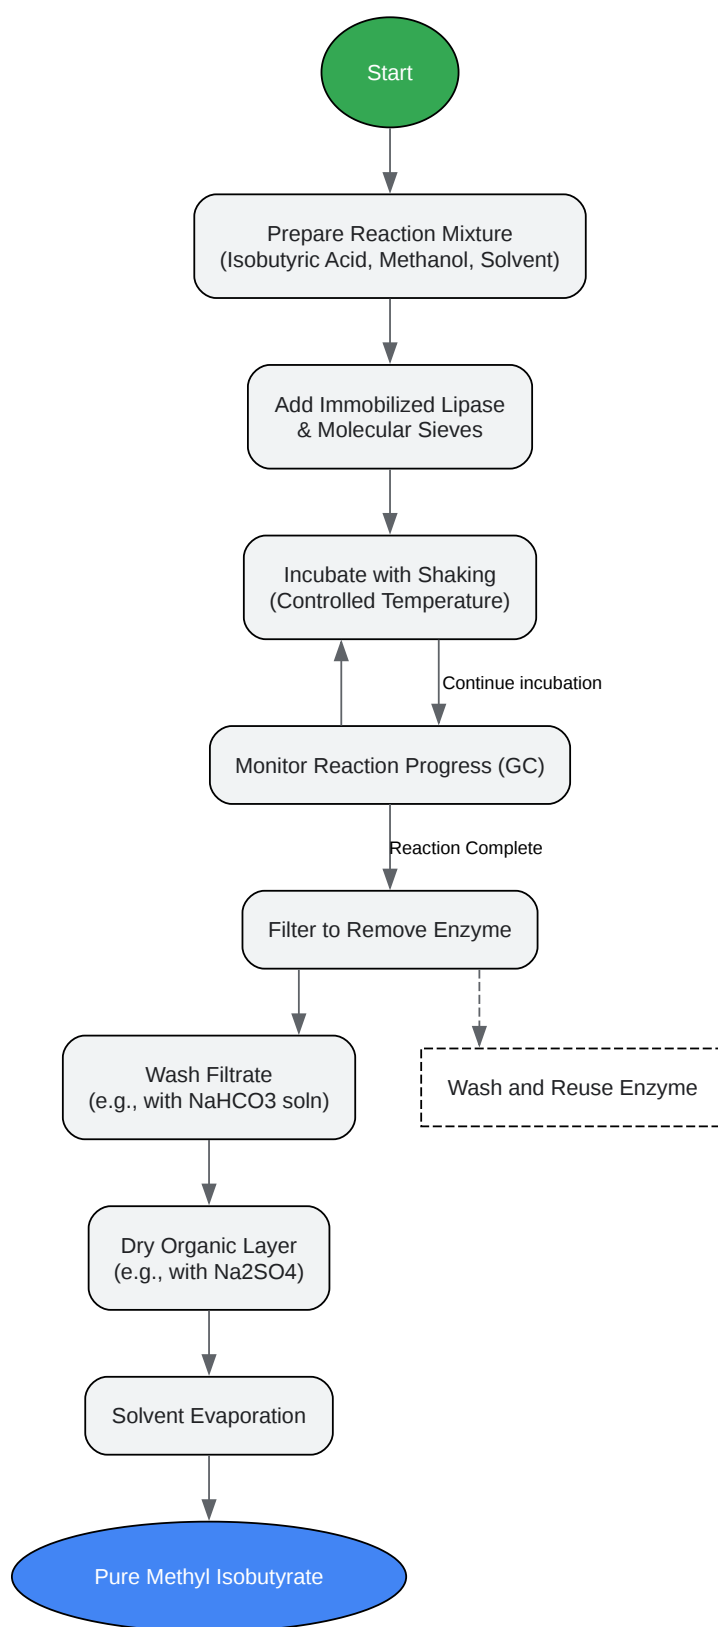 Start
Prepare Reaction Mixture
(Isobutyric Acid, Methanol, Solvent)
Add Immobilized Lipase
& Molecular Sieves
Incubate with Shaking
(Controlled Temperature)
Continue incubation
Monitor Reaction Progress (GC)
Reaction Complete
Filter to Remove Enzyme
Wash Filtrate
(e.g., with NaHCO3 soln)
Wash and Reuse Enzyme
Dry Organic Layer
(e.g., with Na2SO4)
Solvent Evaporation
Pure Methyl Isobutyrate